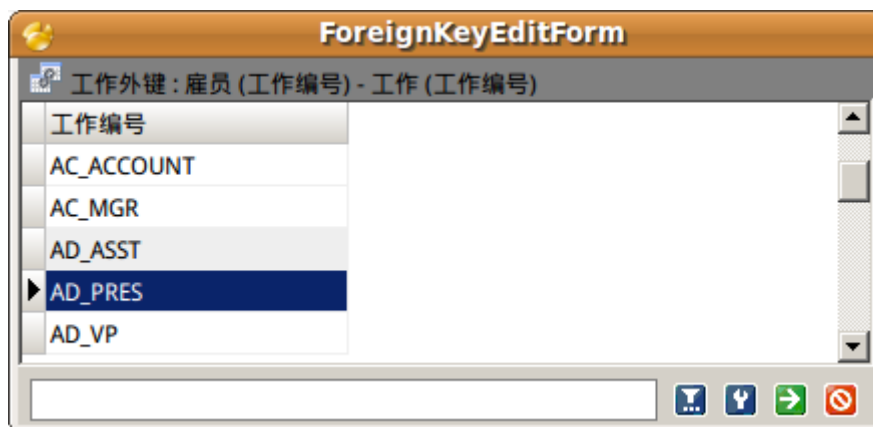 ForeignKeyEditForm
工作外键 : 雇员 (工作编号) - 工作 (工作编号)
工作编号
AC_ACCOUNT
AC_MGR
AD_ASST
AD_PRES
AD_VP